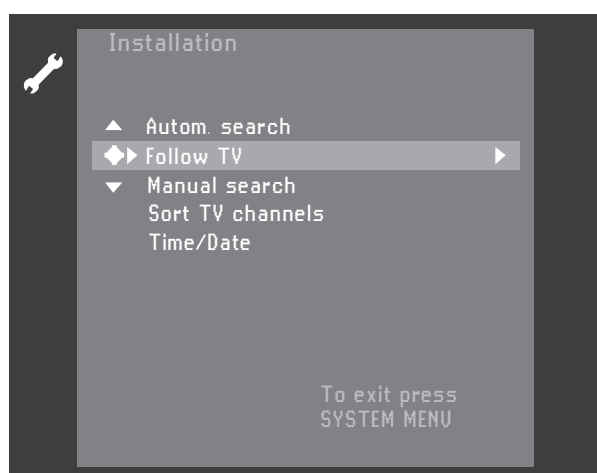 Installation
Autom. search
Follow TV
Manual search
Sort TV channels
Time/Date
To exit press
SYSTEM MENU